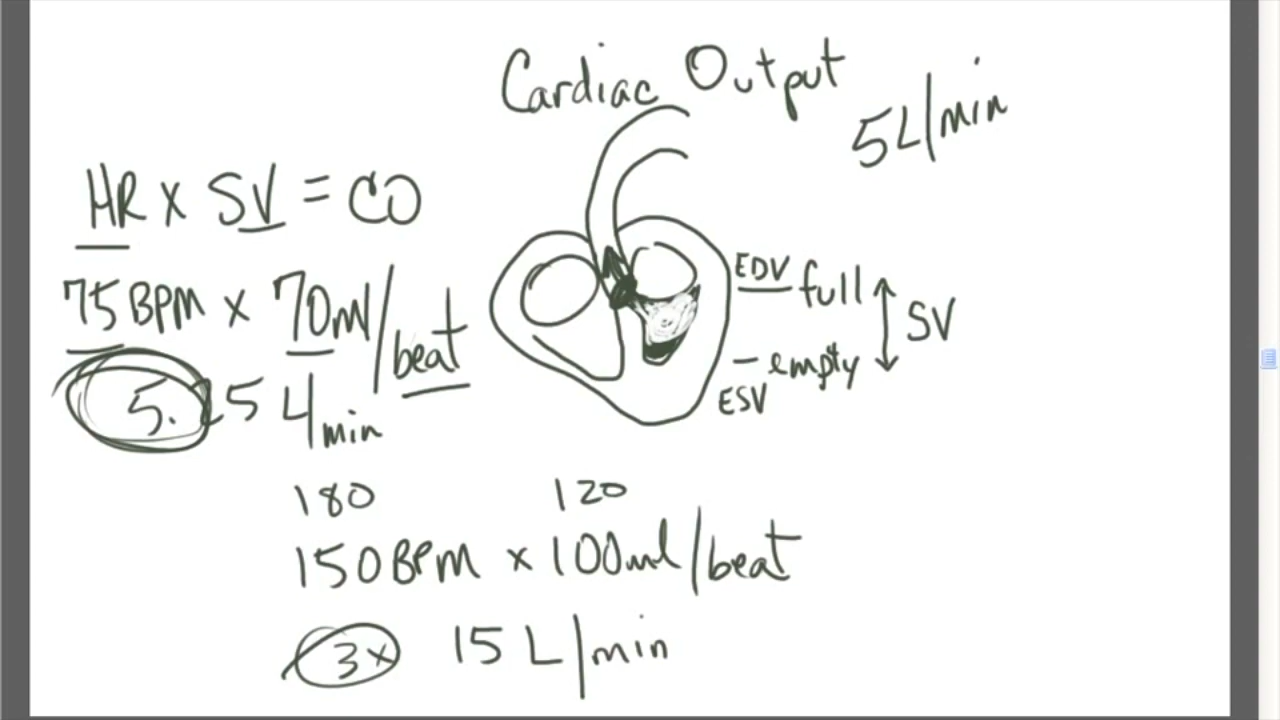 Cardiac Output
5L/min
HR x SV = CO
75 BPM x 70ml/beat
5.25 L/min
EDV full
SV
- empty
ESV
180 120
150 BPM x 100ml/beat
3x 15 L/min